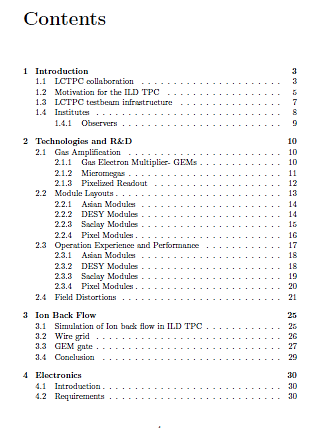 Contents
1 Introduction 3
1.1 LCTPC collaboration . . . . . . . . . . . . . . . . . . . . . . 3
1.2 Motivation for the ILD TPC . . . . . . . . . . . . . . . . . . 5
1.3 LCTPC testbeam infrastructure . . . . . . . . . . . . . . . . 7
1.4 Institutes . . . . . . . . . . . . . . . . . . . . . . . . . . . . 8
1.4.1 Observers . . . . . . . . . . . . . . . . . . . . . . . . . 9
2 Technologies and R&D 10
2.1 Gas Amplification . . . . . . . . . . . . . . . . . . . . . . . . 10
2.1.1 Gas Electron Multiplier- GEMs . . . . . . . . . . . . . 10
2.1.2 Micromegas . . . . . . . . . . . . . . . . . . . . . . . . 11
2.1.3 Pixelized Readout . . . . . . . . . . . . . . . . . . . . 12
2.2 Module Layouts . . . . . . . . . . . . . . . . . . . . . . . . . 13
2.2.1 Asian Modules . . . . . . . . . . . . . . . . . . . . . . 14
2.2.2 DESY Modules . . . . . . . . . . . . . . . . . . . . . . 14
2.2.3 Saclay Modules . . . . . . . . . . . . . . . . . . . . . . 15
2.2.4 Pixel Modules . . . . . . . . . . . . . . . . . . . . . . . 16
2.3 Operation Experience and Performance . . . . . . . . . . . . 17
2.3.1 Asian Modules . . . . . . . . . . . . . . . . . . . . . . 18
2.3.2 DESY Modules . . . . . . . . . . . . . . . . . . . . . . 18
2.3.3 Saclay Modules . . . . . . . . . . . . . . . . . . . . . . 19
2.3.4 Pixel Modules . . . . . . . . . . . . . . . . . . . . . . . 20
2.4 Field Distortions . . . . . . . . . . . . . . . . . . . . . . . . 21
3 Ion Back Flow 25
3.1 Simulation of Ion back flow in ILD TPC . . . . . . . . . . . . 25
3.2 Wire grid . . . . . . . . . . . . . . . . . . . . . . . . . . . . 26
3.3 GEM gate . . . . . . . . . . . . . . . . . . . . . . . . . . . . 27
3.4 Conclusion . . . . . . . . . . . . . . . . . . . . . . . . . . . 29
4 Electronics 30
4.1 Introduction . . . . . . . . . . . . . . . . . . . . . . . . . . . 30
4.2 Requirements . . . . . . . . . . . . . . . . . . . . . . . . . . 30